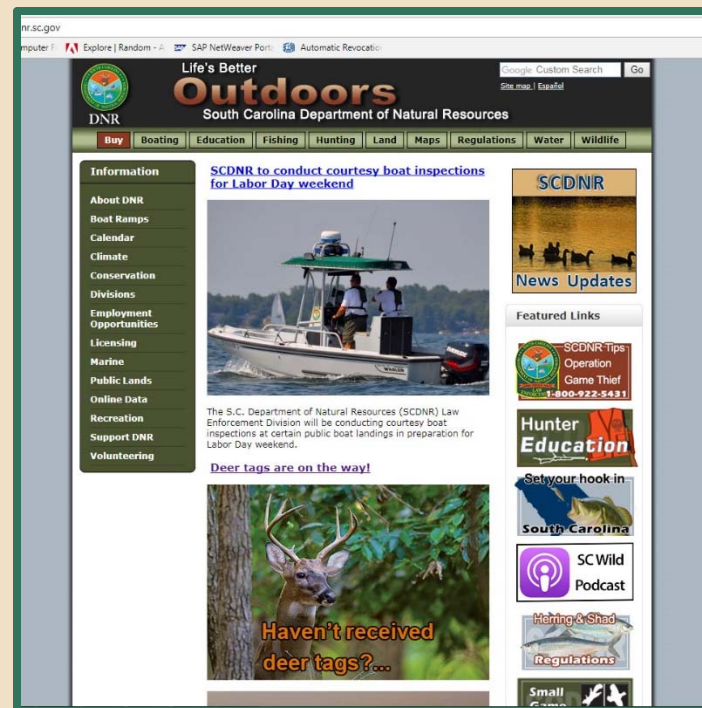 nr.sc.gov
mputer
Explore | Random - A
SAP NetWeaver Porta
Automatic Revocatio
Life's Better
Outdoors
South Carolina Department of Natural Resources
DNR
Google Custom Search
Go
Site map | Español
Buy
Boating
Education
Fishing
Hunting
Land
Maps
Regulations
Water
Wildlife
Information
About DNR
Boat Ramps
Calendar
Climate
Conservation
Divisions
Employment
Opportunities
Licensing
Marine
Public Lands
Online Data
Recreation
Support DNR
Volunteering
SCDNR to conduct courtesy boat inspections
for Labor Day weekend
WHALER
The S.C. Department of Natural Resources (SCDNR) Law
Enforcement Division will be conducting courtesy boat
inspections at certain public boat landings in preparation for
Labor Day weekend.
Deer tags are on the way!
Haven't received
deer tags?...
SCDNR
News Updates
Featured Links
SCDNR Tips
Operation
Game Thief
1-800-922-5431
Hunter
Education
Set your hook in
South Carolina
SC Wild
Podcast
Herring & Shad
Regulations
Small
Game